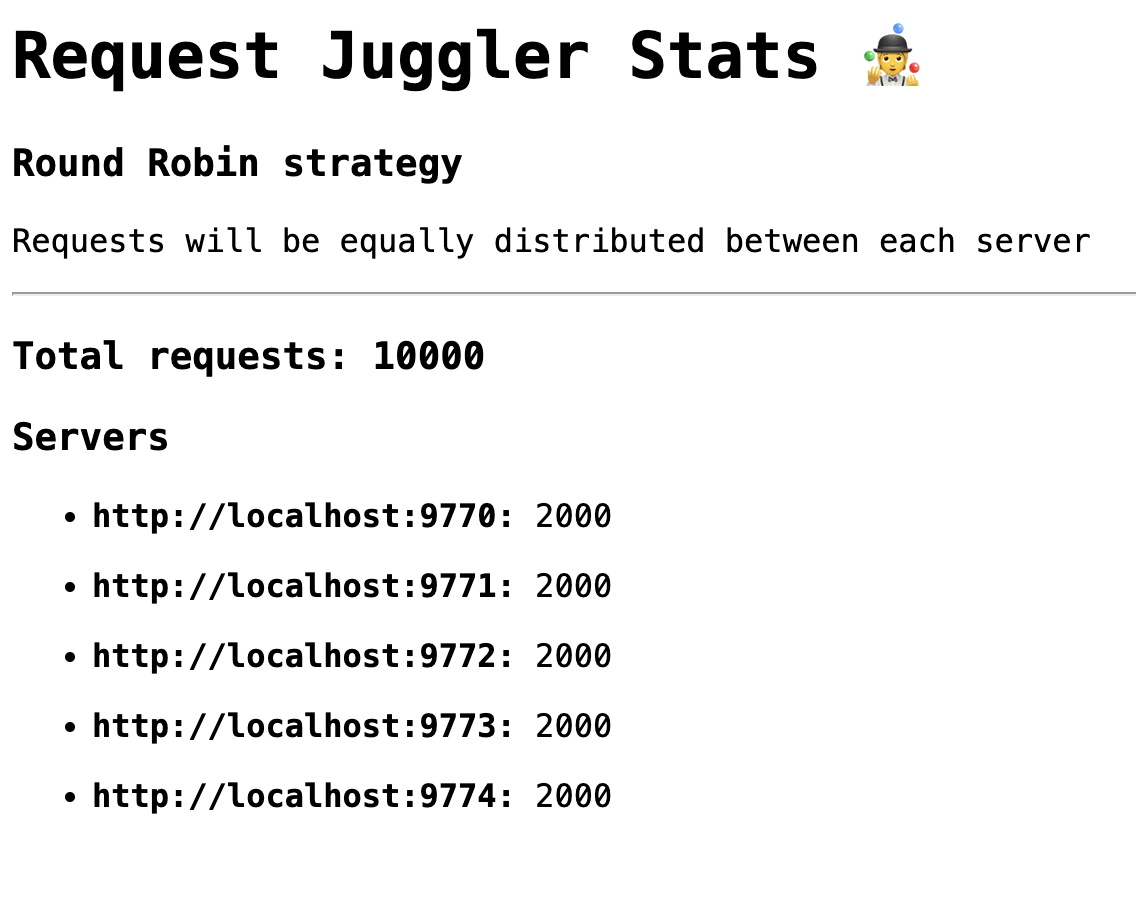 Request Juggler Stats 🤹
Round Robin strategy
Requests will be equally distributed between each server
Total requests: 10000
Servers
• http://localhost:9770: 2000
• http://localhost:9771: 2000
• http://localhost:9772: 2000
• http://localhost:9773: 2000
• http://localhost:9774: 2000